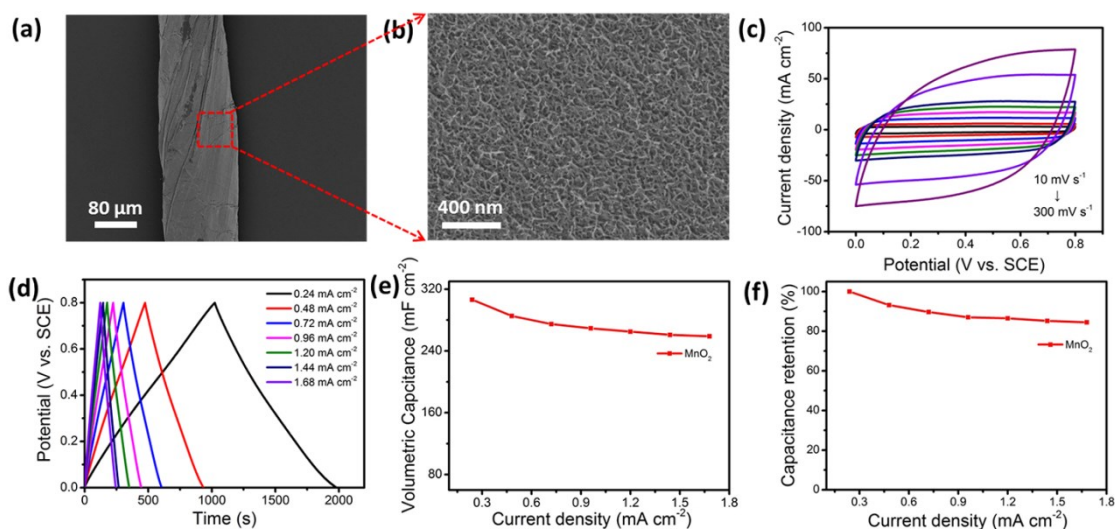 (a)
80 μm
(b)
400 nm
(c)
Current density (mA cm⁻²)
100
50
0
-50
-100
10 mV s⁻¹
↓
300 mV s⁻¹
0.0 0.2 0.4 0.6 0.8
Potential (V vs. SCE)
(d)
Potential (V vs. SCE)
0.8
0.6
0.4
0.2
0.0
0.24 mA cm⁻²
0.48 mA cm⁻²
0.72 mA cm⁻²
0.96 mA cm⁻²
1.20 mA cm⁻²
1.44 mA cm⁻²
1.68 mA cm⁻²
0 500 1000 1500 2000
Time (s)
(e)
Volumetric Capcitance (mF cm⁻²)
320
240
160
80
MnO₂
0.3 0.6 0.9 1.2 1.5 1.8
Current density (mA cm⁻²)
(f)
Capacitance retention (%)
100
80
60
40
20
0
MnO₂
0.3 0.6 0.9 1.2 1.5 1.8
Current density (mA cm⁻²)